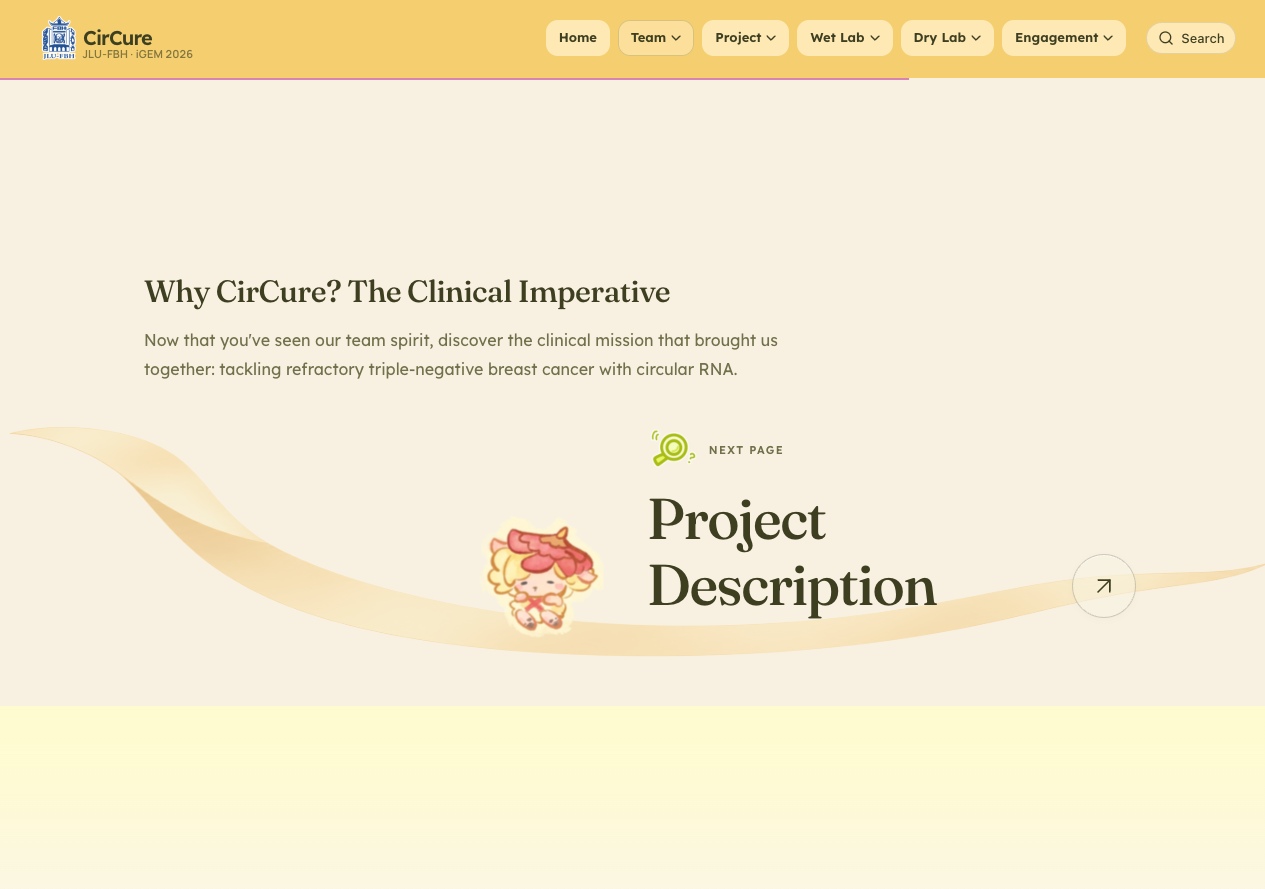 CirCure
JLU-FBH · iGEM 2026
JLU-FBH
Home
Team
Project
Wet Lab
Dry Lab
Engagement
Search
Why CirCure? The Clinical Imperative
Now that you've seen our team spirit, discover the clinical mission that brought us
together: tackling refractory triple-negative breast cancer with circular RNA.
NEXT PAGE
Project
Description